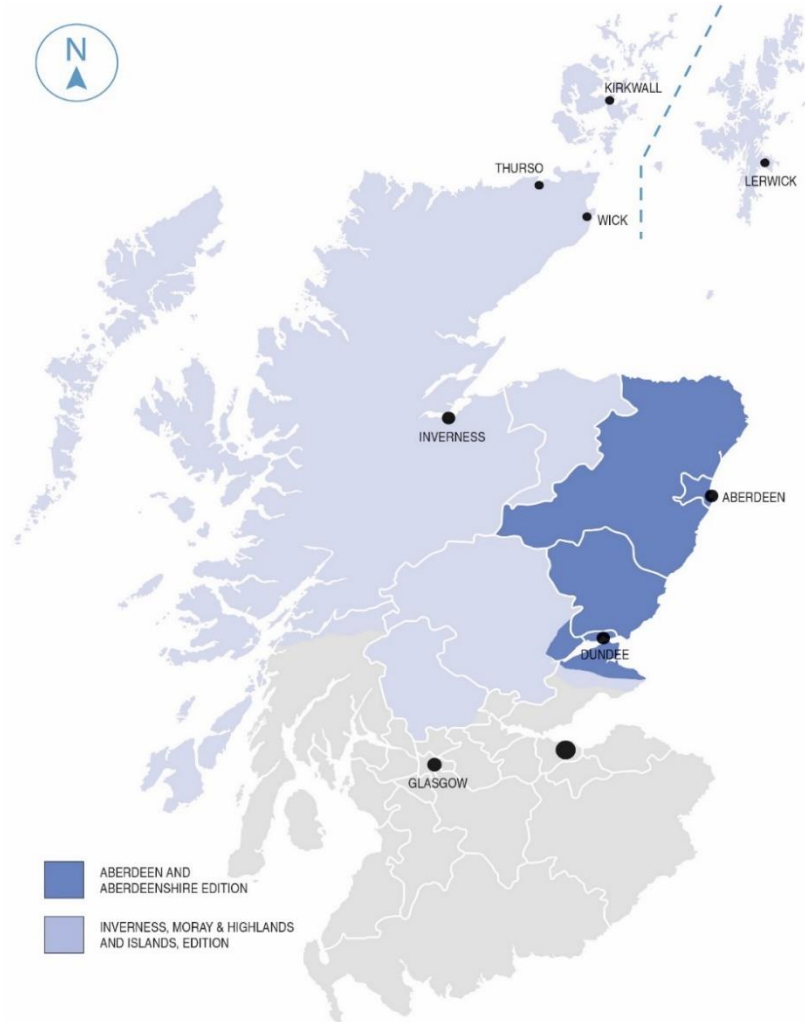 N
KIRKWALL
THURSO
LERWICK
WICK
INVERNESS
ABERDEEN
DUNDEE
GLASGOW
ABERDEEN AND
ABERDEENSHIRE EDITION
INVERNESS, MORAY & HIGHLANDS
AND ISLANDS, EDITION